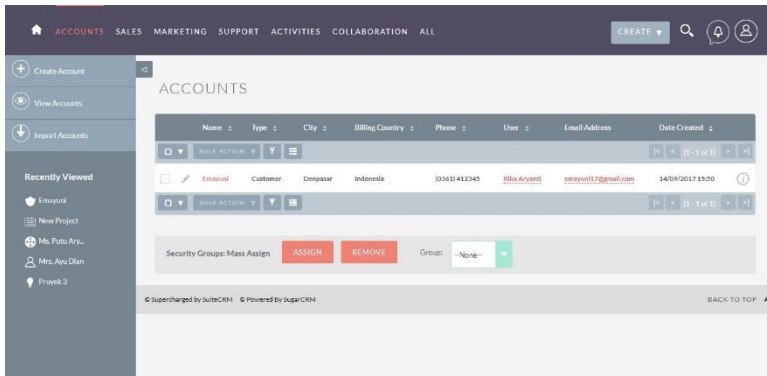 ACCOUNTS SALES MARKETING SUPPORT ACTIVITIES COLLABORATION ALL CREATE
Create Account
View Accounts
Import Accounts
Recently Viewed
Emayuni
New Project
Ms. Putu Ary...
Mrs. Ayu Dian
Proyek 3
ACCOUNTS
Name Type City Billing Country Phone User Email Address Date Created
BULK ACTION (1 - 1 of 1)
Emayuni Customer Denpasar Indonesia (0361) 412345 Rika Aryanti emayuni17@gmail.com 14/09/2017 15:50
BULK ACTION (1 - 1 of 1)
Security Groups: Mass Assign ASSIGN REMOVE Group: --None--
© Supercharged by SuiteCRM © Powered By SugarCRM BACK TO TOP